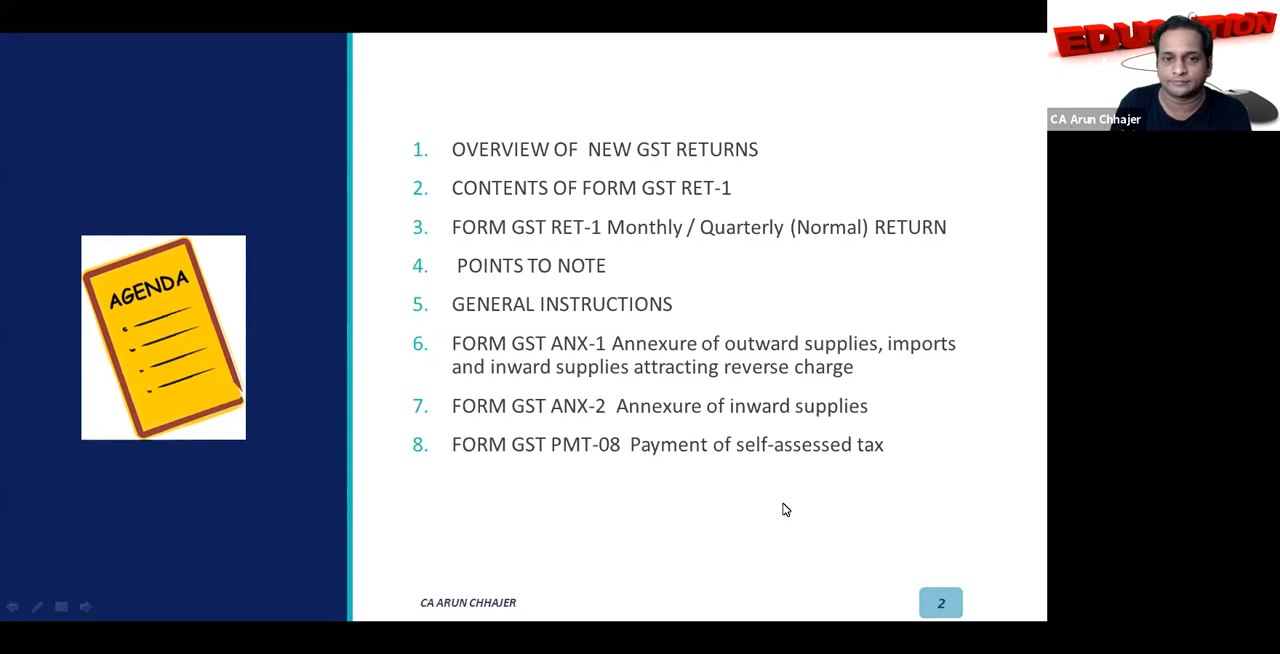 EDUCATION
CA Arun Chhajer
AGENDA
1. OVERVIEW OF NEW GST RETURNS
2. CONTENTS OF FORM GST RET-1
3. FORM GST RET-1 Monthly / Quarterly (Normal) RETURN
4. POINTS TO NOTE
5. GENERAL INSTRUCTIONS
6. FORM GST ANX-1 Annexure of outward supplies, imports
and inward supplies attracting reverse charge
7. FORM GST ANX-2 Annexure of inward supplies
8. FORM GST PMT-08 Payment of self-assessed tax
CA ARUN CHHAJER
2